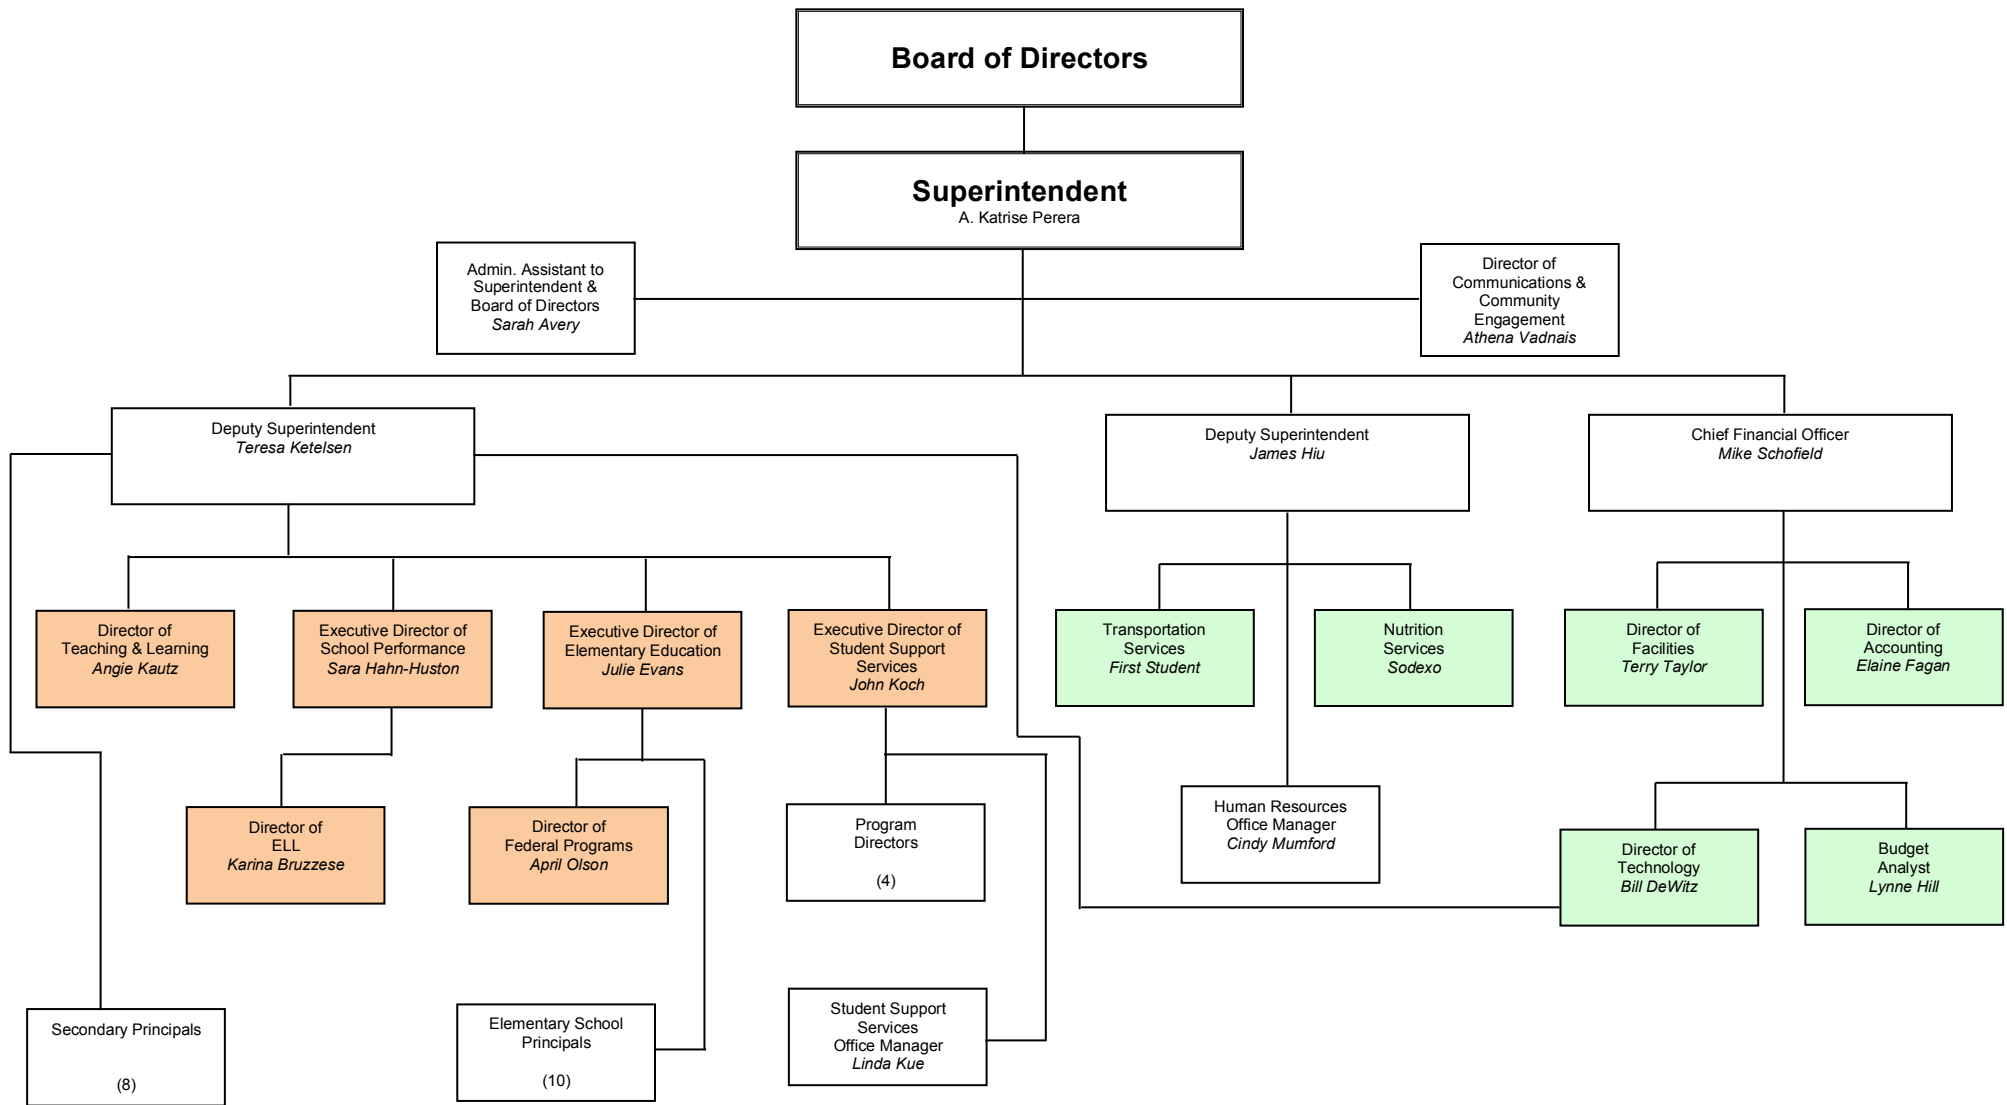 Board of Directors
Superintendent
A. Katrise Perera
Admin. Assistant to
Superintendent &
Board of Directors
Sarah Avery
Director of
Communications &
Community
Engagement
Athena Vadnais
Deputy Superintendent
Teresa Ketelsen
Deputy Superintendent
James Hiu
Chief Financial Officer
Mike Schofield
Director of
Teaching & Learning
Angie Kautz
Executive Director of
School Performance
Sara Hahn-Huston
Executive Director of
Elementary Education
Julie Evans
Executive Director of
Student Support
Services
John Koch
Transportation
Services
First Student
Nutrition
Services
Sodexo
Director of
Facilities
Terry Taylor
Director of
Accounting
Elaine Fagan
Director of
ELL
Karina Bruzzese
Director of
Federal Programs
April Olson
Program
Directors
(4)
Human Resources
Office Manager
Cindy Mumford
Director of
Technology
Bill DeWitz
Budget
Analyst
Lynne Hill
Secondary Principals
(8)
Elementary School
Principals
(10)
Student Support
Services
Office Manager
Linda Kue